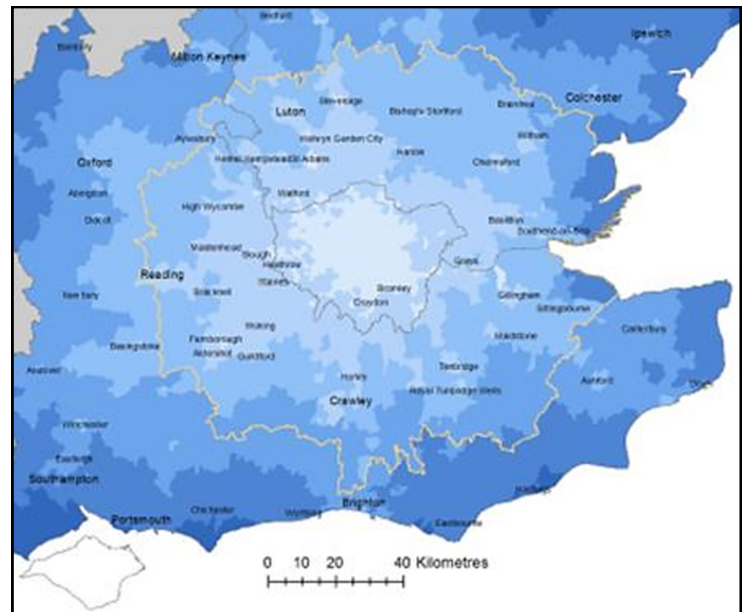 Bedford
Ipswich
Banbury
Milton Keynes
Colchester
Stevenage
Luton
Bishop's Stortford
Braintree
Aylesbury
Welwyn Garden City
Witham
Oxford
Hemel Hempstead
St Albans
Harlow
Chelmsford
Abingdon
Watford
High Wycombe
Didcot
Basildon
Southend-on-Sea
Maidenhead
Slough
Heathrow
Grays
Reading
Staines
Bracknell
Bromley
Newbury
Croydon
Gillingham
Sittingbourne
Woking
Canterbury
Farnborough
Maidstone
Basingstoke
Aldershot
Guildford
Tonbridge
Andover
Horley
Ashford
Dover
Royal Tunbridge Wells
Crawley
Winchester
Eastleigh
Southampton
Hastings
Brighton
Chichester
Worthing
Portsmouth
Eastbourne
0 10 20 40 Kilometres